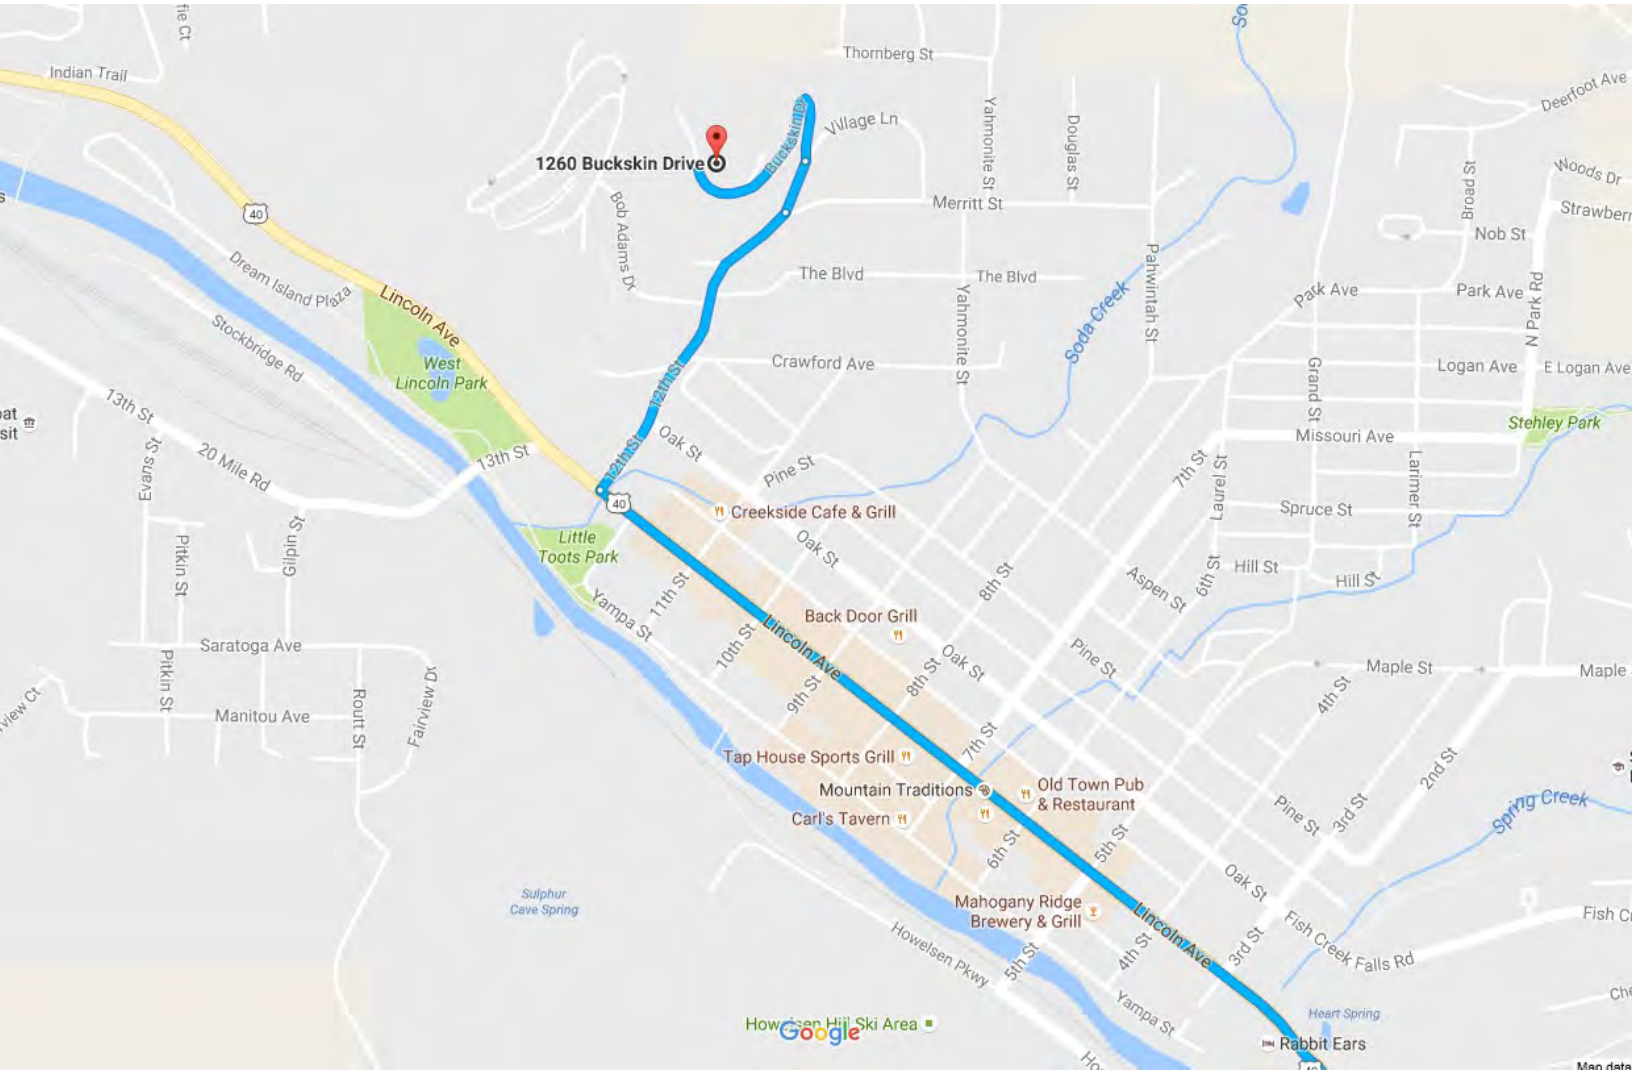 fie Ct
Indian Trail
Thornberg St
Deerfoot Ave
Buckskin Dr
Village Ln
Yahmonite St
Douglas St
1260 Buckskin Drive
Woods Dr
Broad St
Strawberr
Merritt St
40
Bob Adams Dr
Nob St
Dream Island Plaza
The Blvd
The Blvd
Pahwintah St
Soda Creek
Park Ave
Park Ave
N Park Rd
Lincoln Ave
Yahmonite St
Stockbridge Rd
West
Lincoln Park
Crawford Ave
Logan Ave
E Logan Ave
Grand St
12th St
13th St
Stehley Park
Missouri Ave
Oak St
12th St
13th St
20 Mile Rd
Evans St
Pine St
7th St
Laurel St
Larimer St
40
Creekside Cafe & Grill
Spruce St
Little
Toots Park
Oak St
Gilpin St
Pitkin St
11th St
8th St
Aspen St
6th St
Hill St
Hill St
Yampa St
Back Door Grill
Lincoln Ave
10th St
Saratoga Ave
Oak St
Pine St
Maple St
Maple
Pitkin St
8th St
9th St
4th St
view Ct
Manitou Ave
Routt St
Fairview Dr
7th St
Tap House Sports Grill
Mountain Traditions
Old Town Pub
& Restaurant
Carl's Tavern
2nd St
Pine St
3rd St
Spring Creek
6th St
5th St
Sulphur
Cave Spring
Mahogany Ridge
Brewery & Grill
Oak St
Lincoln Ave
Fish Creek Falls Rd
Fish C
Howelsen Pkwy
5th St
4th St
3rd St
Yampa St
Howelsen Hill Ski Area
Google
Heart Spring
Rabbit Ears
40
Map data